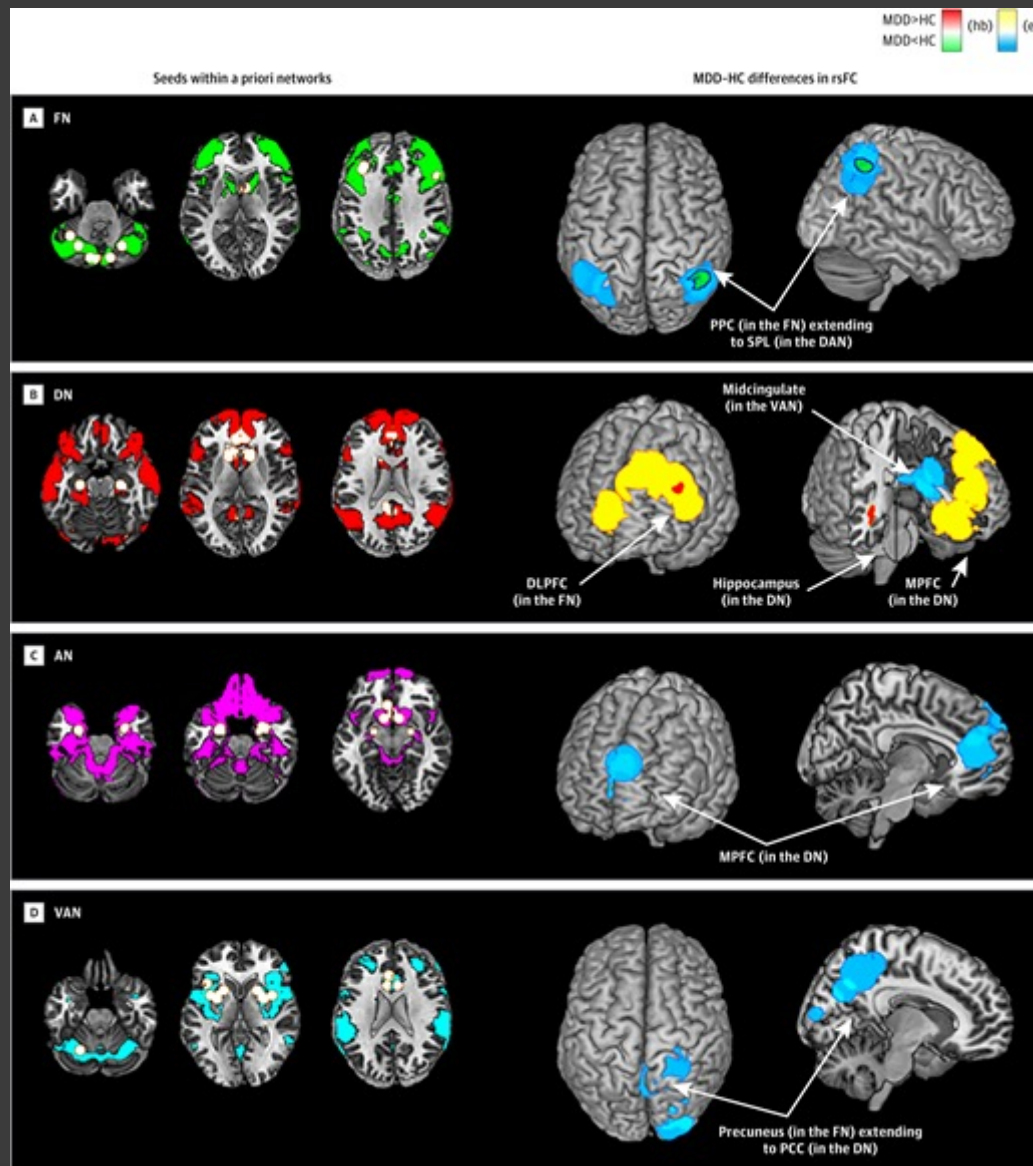 MDD>HC
MDD<HC
(hb)
Seeds within a priori networks
MDD-HC differences in rsFC
A FN
PPC (in the FN) extending
to SPL (in the DAN)
B DN
Midcingulate
(in the VAN)
DLPFC
(in the FN)
Hippocampus
(in the DN)
MPFC
(in the DN)
C AN
MPFC (in the DN)
D VAN
Precuneus (in the FN) extending
to PCC (in the DN)